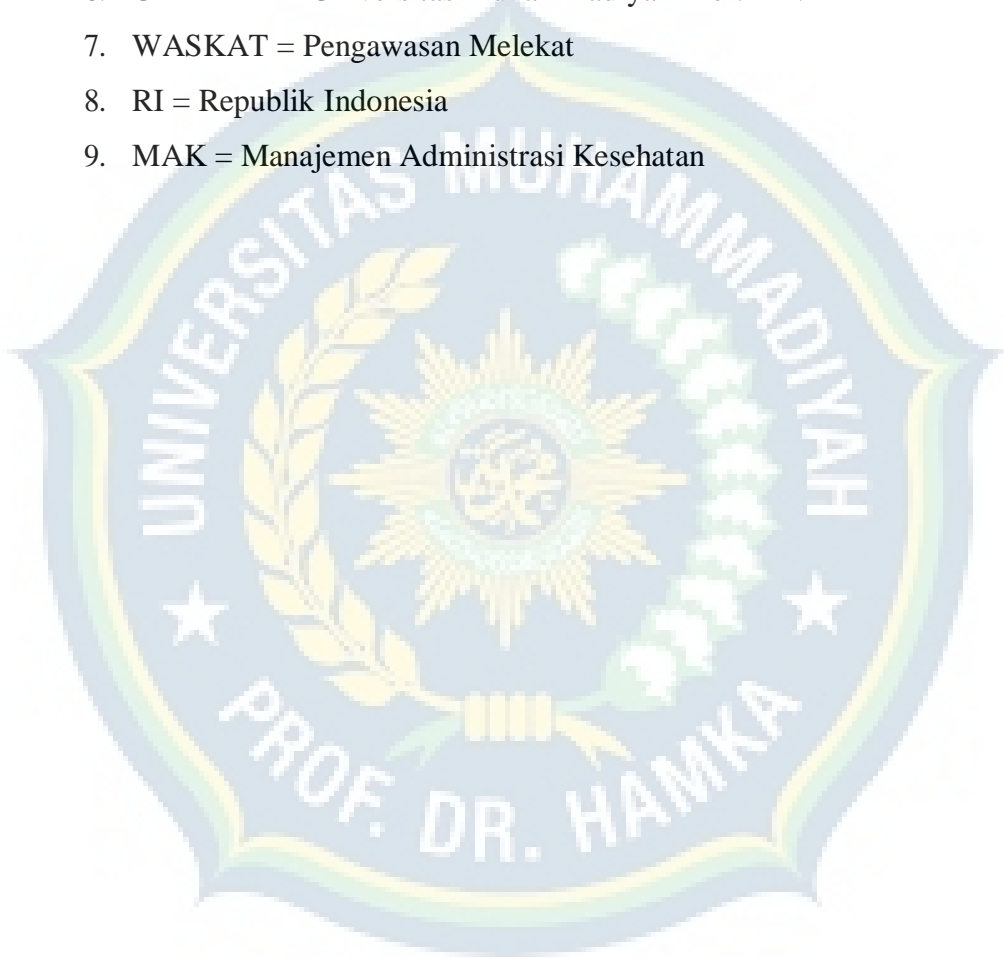 7. WASKAT = Pengawasan Melekat
8. RI = Republik Indonesia
9. MAK = Manajemen Administrasi Kesehatan
UNIVERSITAS MUHAMMADIYAH
PROF. DR. HAMKA